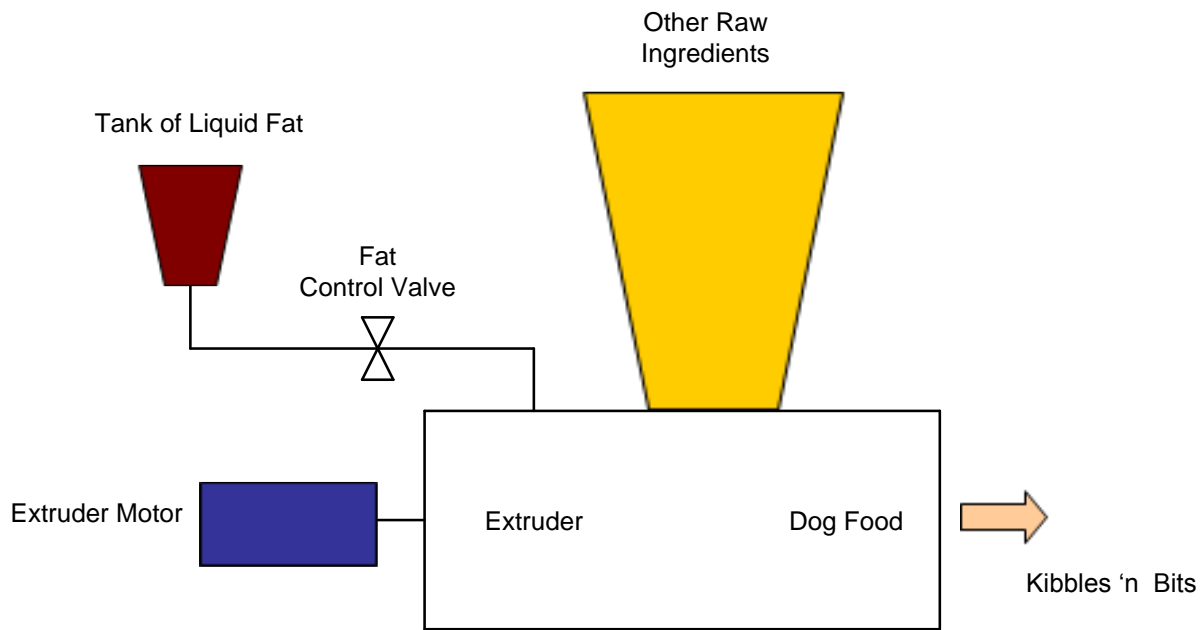 Other Raw
Ingredients
Tank of Liquid Fat
Fat
Control Valve
Extruder Motor
Extruder
Dog Food
Kibbles ‘n  Bits